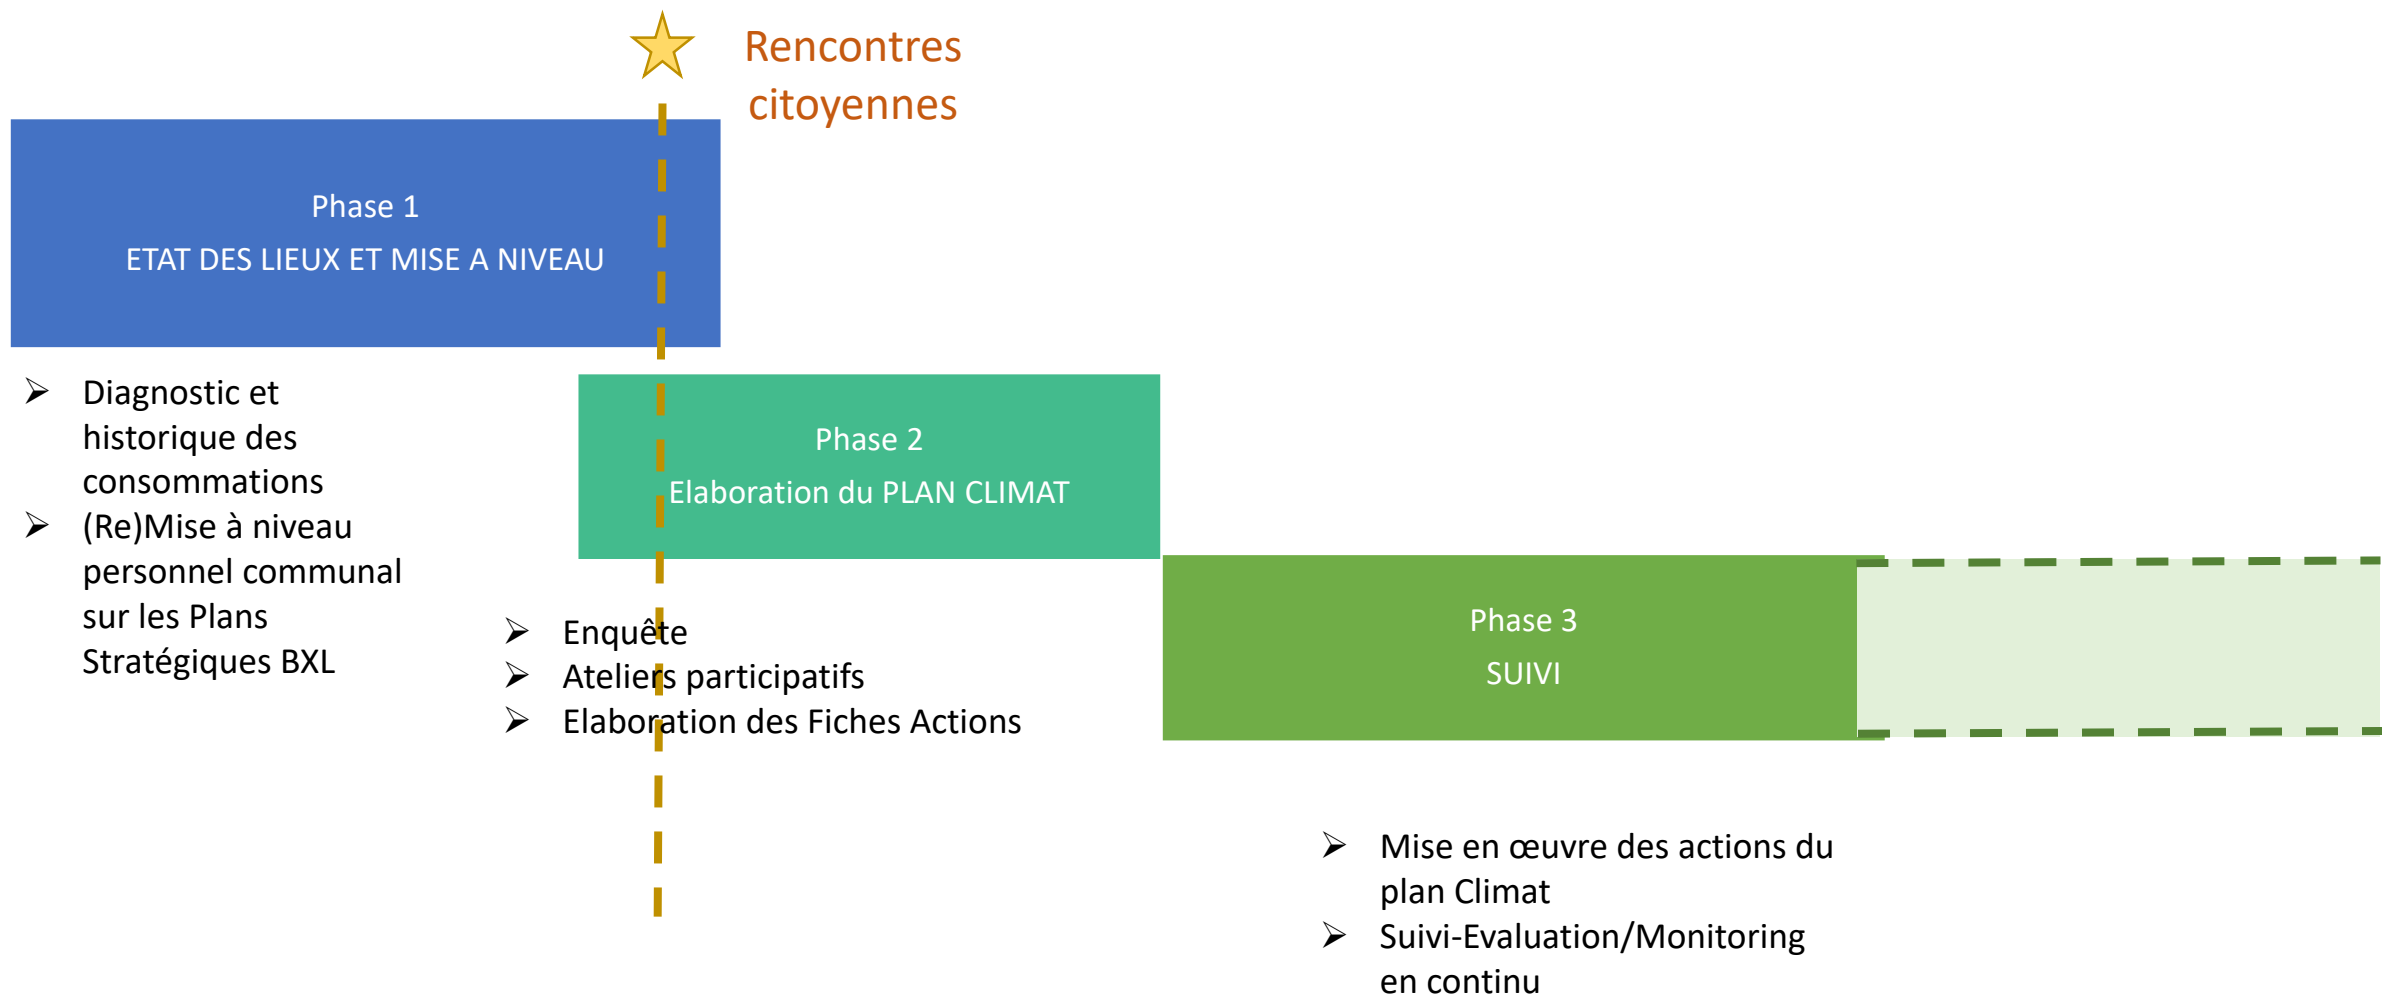 Rencontres
citoyennes
Phase 1
ETAT DES LIEUX ET MISE A NIVEAU
➢ Diagnostic et
historique des
consommations
➢ (Re)Mise à niveau
personnel communal
sur les Plans
Stratégiques BXL
Phase 2
Elaboration du PLAN CLIMAT
➢ Enquête
➢ Ateliers participatifs
➢ Elaboration des Fiches Actions
Phase 3
SUIVI
➢ Mise en œuvre des actions du
plan Climat
➢ Suivi-Evaluation/Monitoring
en continu